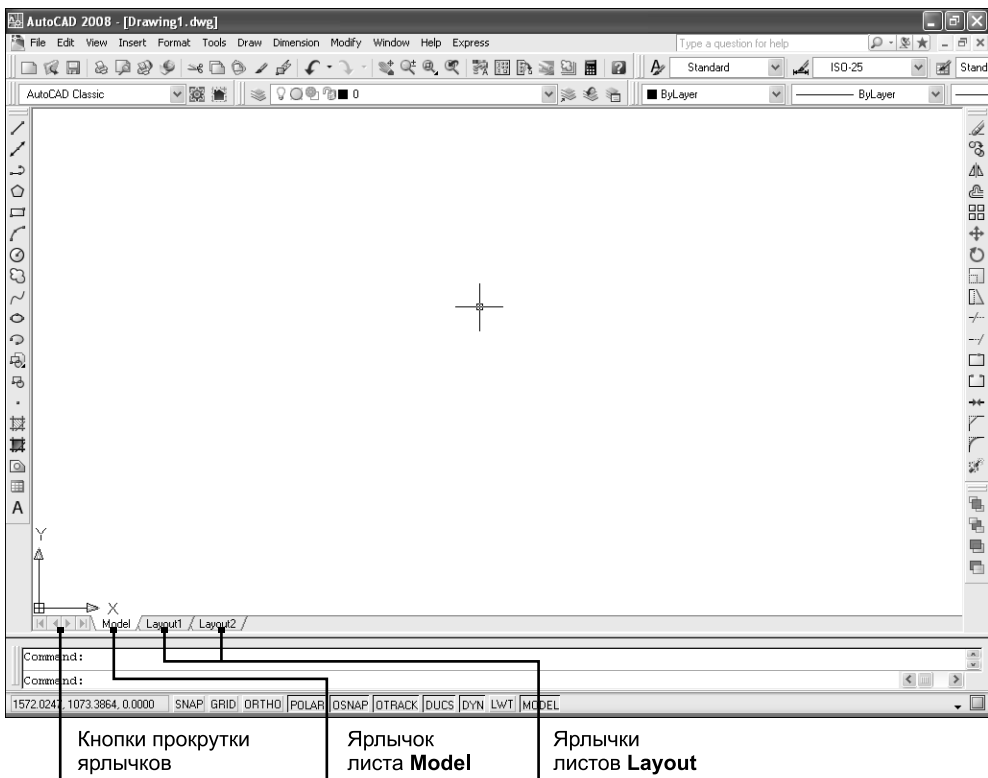 AutoCAD 2008 - [Drawing1.dwg]
File Edit View Insert Format Tools Draw Dimension Modify Window Help Express Type a question for help
Standard ISO-25 Stand
AutoCAD Classic 0 ByLayer ByLayer
A
Y
X
Model Layout1 Layout2
Command:
Command:
1572.0247, 1073.3864, 0.0000 SNAP GRID ORTHO POLAR OSNAP OTRACK DUCS DYN LWT MODEL
Кнопки прокрутки
ярлычков
Ярлычок
листа Model
Ярлычки
листов Layout